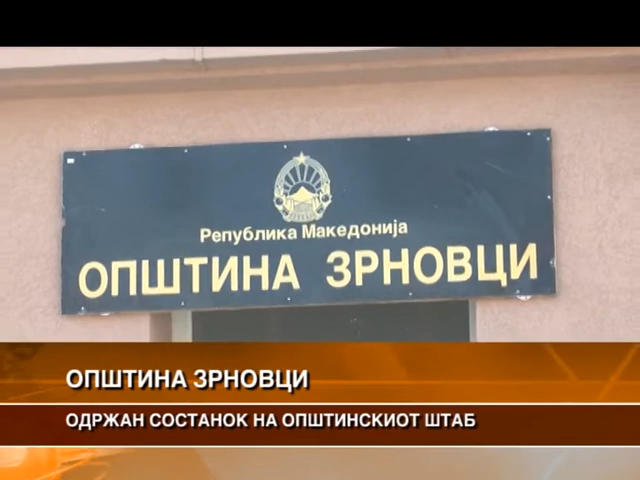 Република Македонија
ОПШТИНА ЗРНОВЦИ
ОПШТИНА ЗРНОВЦИ
ОДРЖАН СОСТАНОК НА ОПШТИНСКИОТ ШТАБ